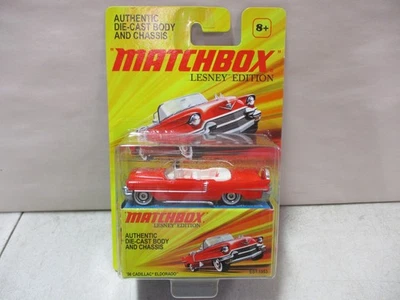 AUTHENTIC
DIE-CAST BODY
AND CHASSIS
8+
"MATCHBOX"
LESNEY EDITION
"MATCHBOX"
LESNEY EDITION
AUTHENTIC
DIE-CAST BODY
AND CHASSIS
'56 CADILLAC® ELDORADO®